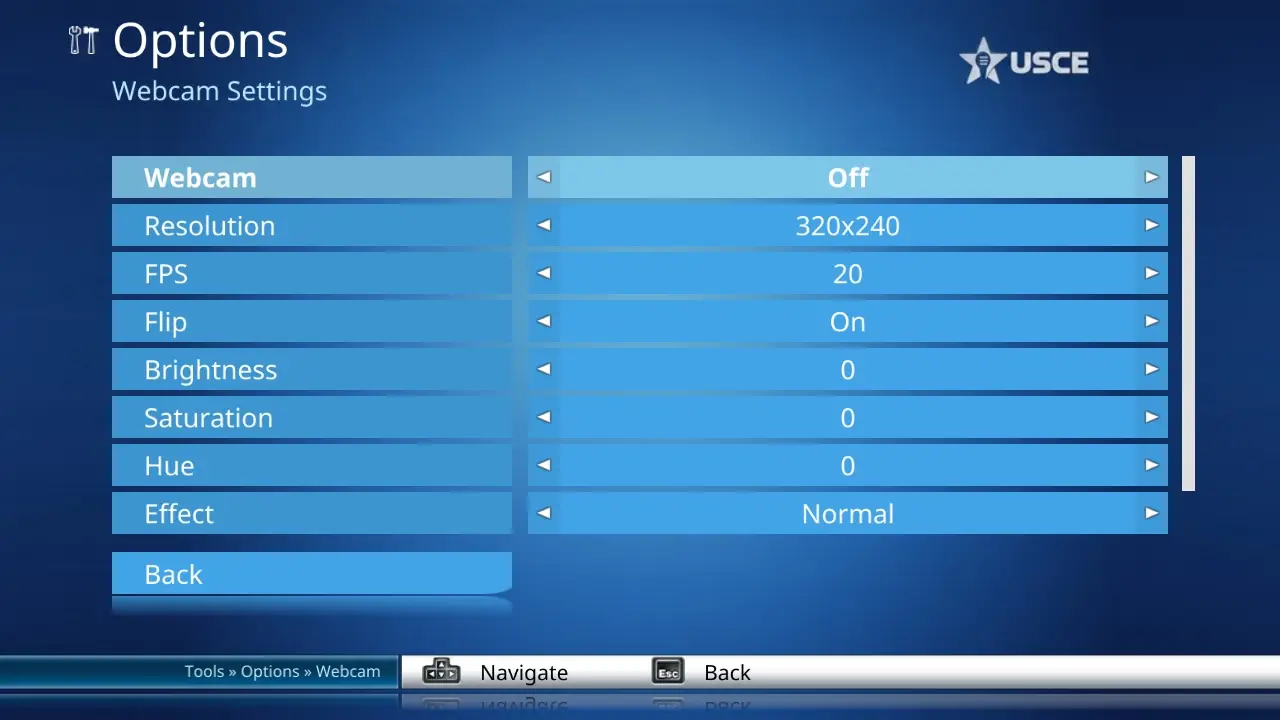 Options
USCE
Webcam Settings
Webcam Off
Resolution 320x240
FPS 20
Flip On
Brightness 0
Saturation 0
Hue 0
Effect Normal
Back
Tools » Options » Webcam Navigate Esc Back